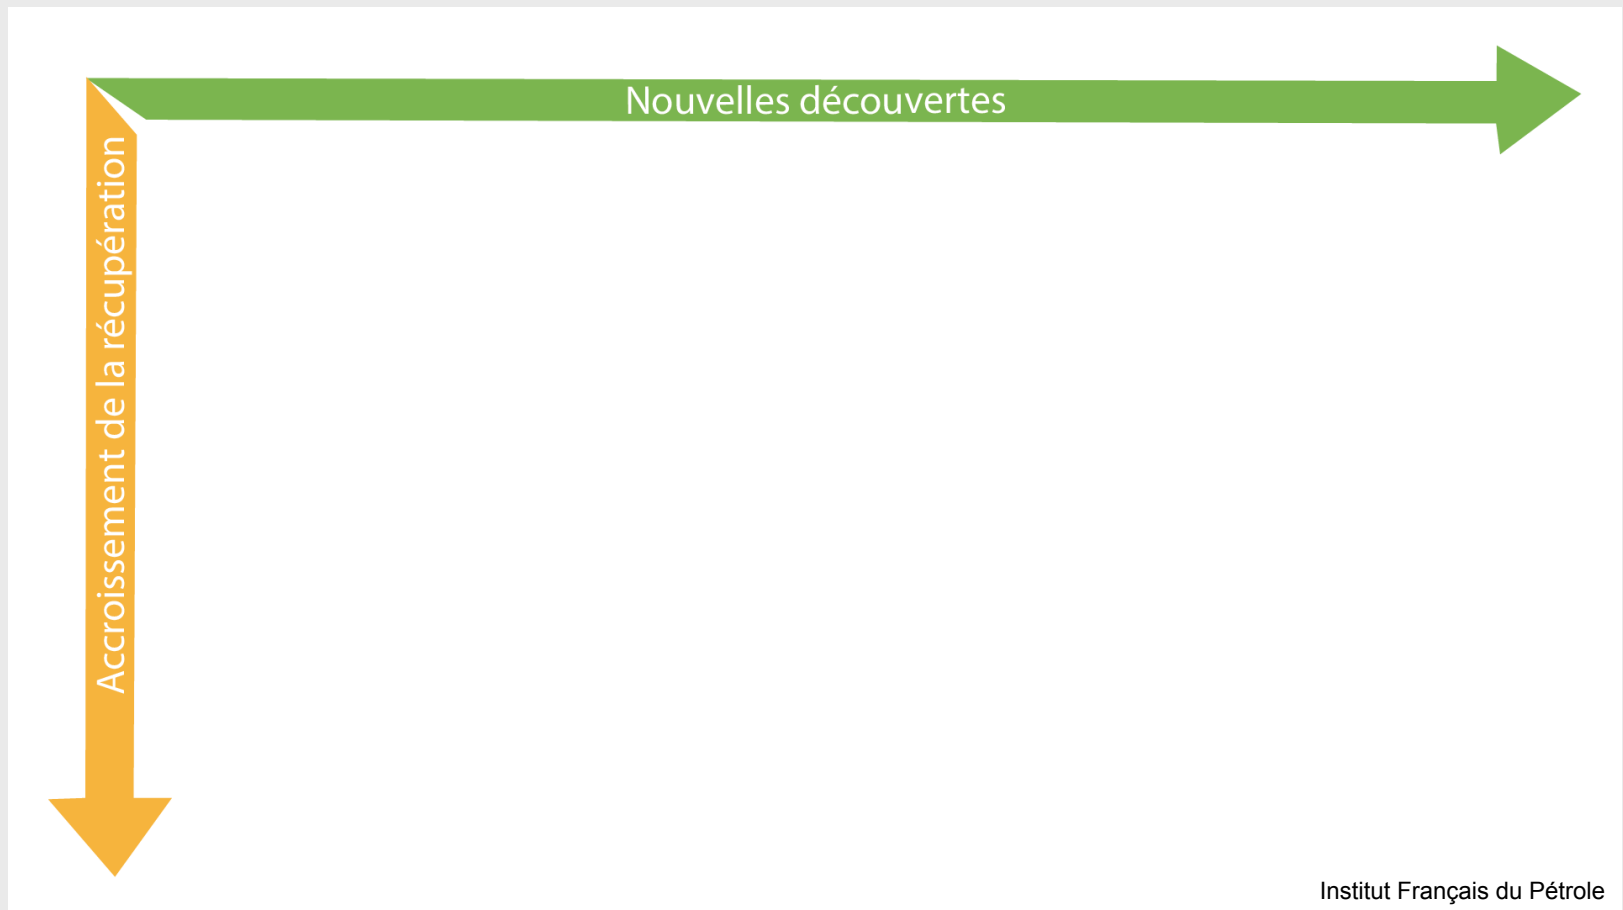 Nouvelles découvertes
Accroissement de la récupération
Institut Français du Pétrole